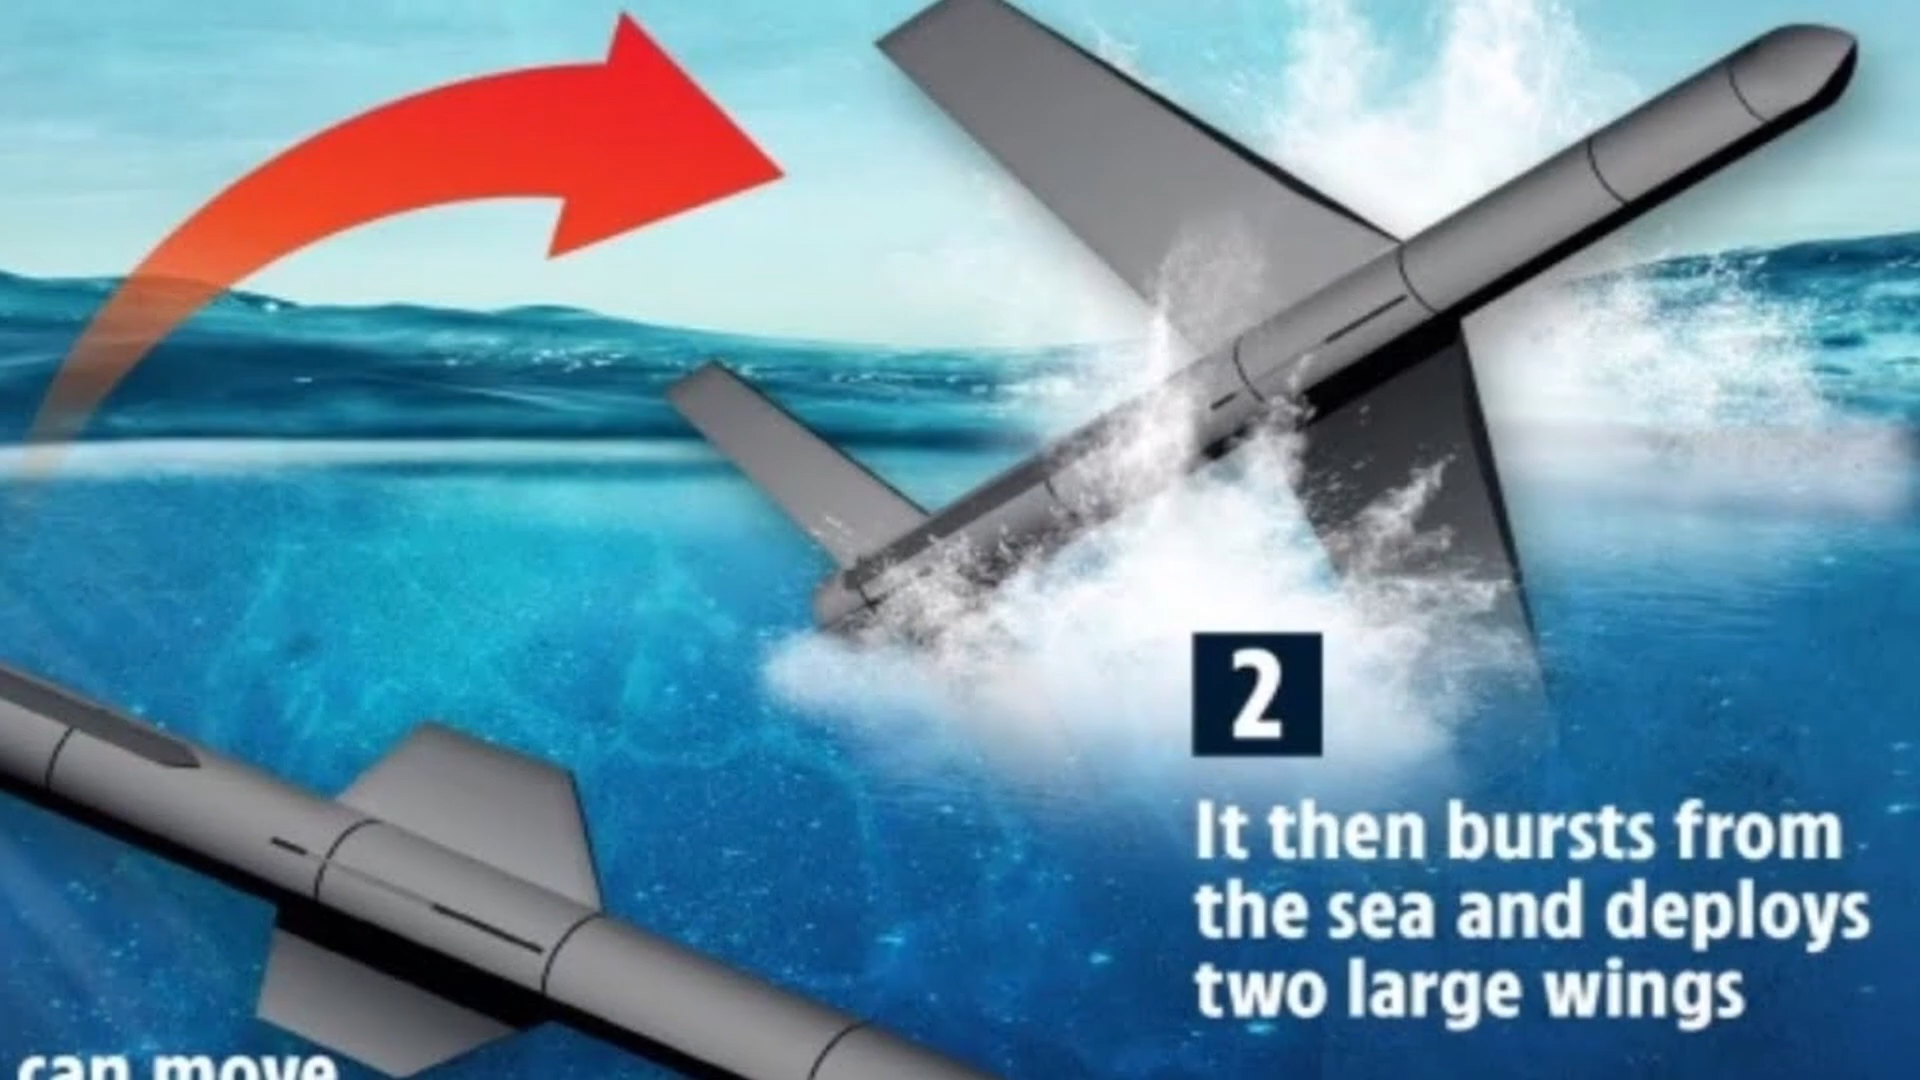 2
It then bursts from
the sea and deploys
two large wings
can move